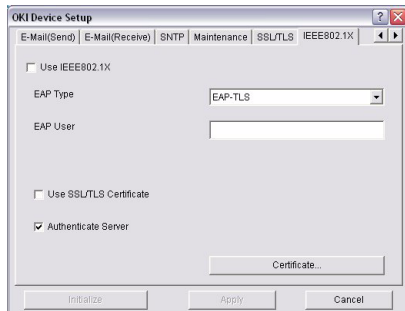 OKI Device Setup
E-Mail(Send) E-Mail(Receive) SNTP Maintenance SSL/TLS IEEE802.1X
Use IEEE802.1X
EAP Type EAP-TLS
EAP User
Use SSL/TLS Certificate
Authenticate Server
Certificate...
Initialize Apply Cancel